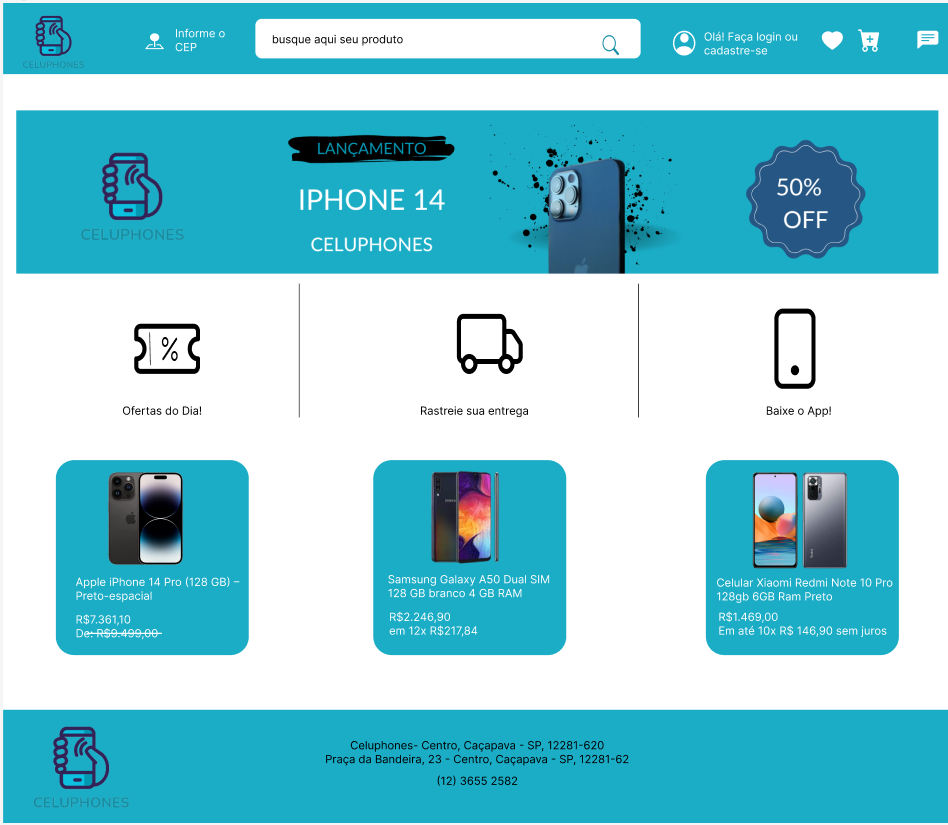 CELUPHONES
Informe o
CEP
busque aqui seu produto
Olá! Faça login ou
cadastre-se
CELUPHONES
LANÇAMENTO
IPHONE 14
CELUPHONES
50%
OFF
%
Ofertas do Dia!
Rastreie sua entrega
Baixe o App!
Apple iPhone 14 Pro (128 GB) –
Preto-espacial
R$7.361,10
De: R$9.499,00
SAMSUNG
Samsung Galaxy A50 Dual SIM
128 GB branco 4 GB RAM
R$2.246,90
em 12x R$217,84
Celular Xiaomi Redmi Note 10 Pro
128gb 6GB Ram Preto
R$1.469,00
Em até 10x R$ 146,90 sem juros
CELUPHONES
Celuphones- Centro, Caçapava - SP, 12281-620
Praça da Bandeira, 23 - Centro, Caçapava - SP, 12281-62
(12) 3655 2582